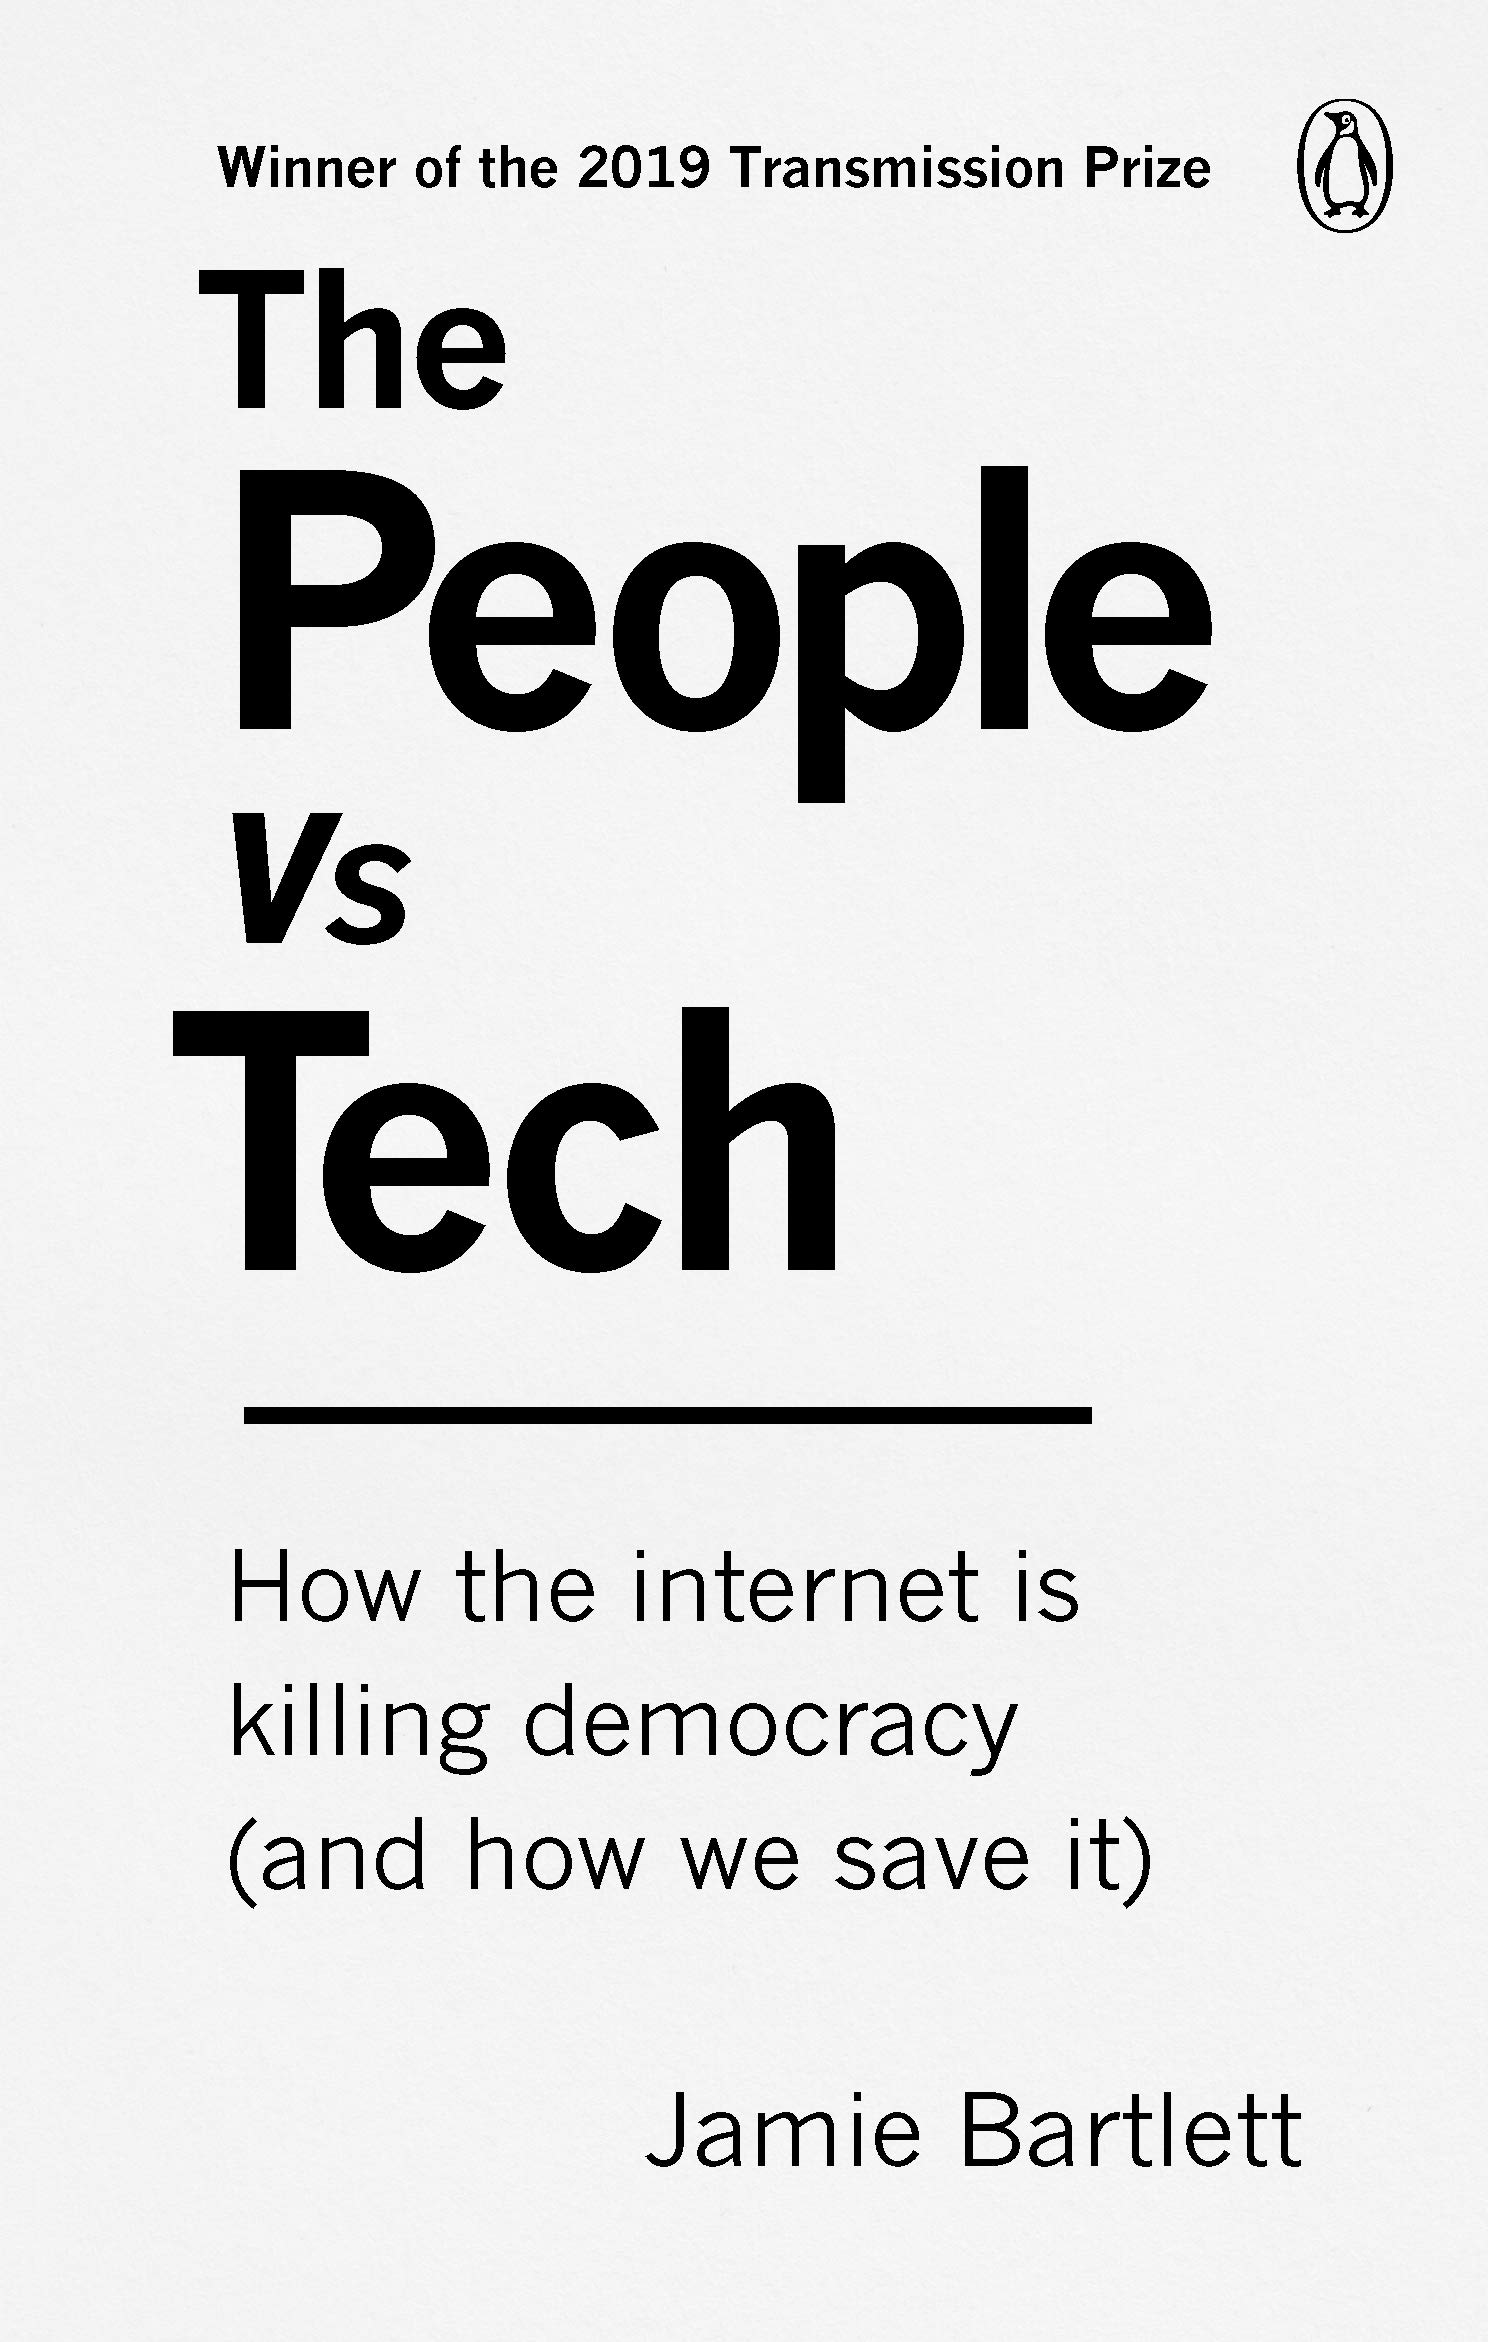 Winner of the 2019 Transmission Prize
The
People
vs
Tech
How the internet is
killing democracy
(and how we save it)
Jamie Bartlett